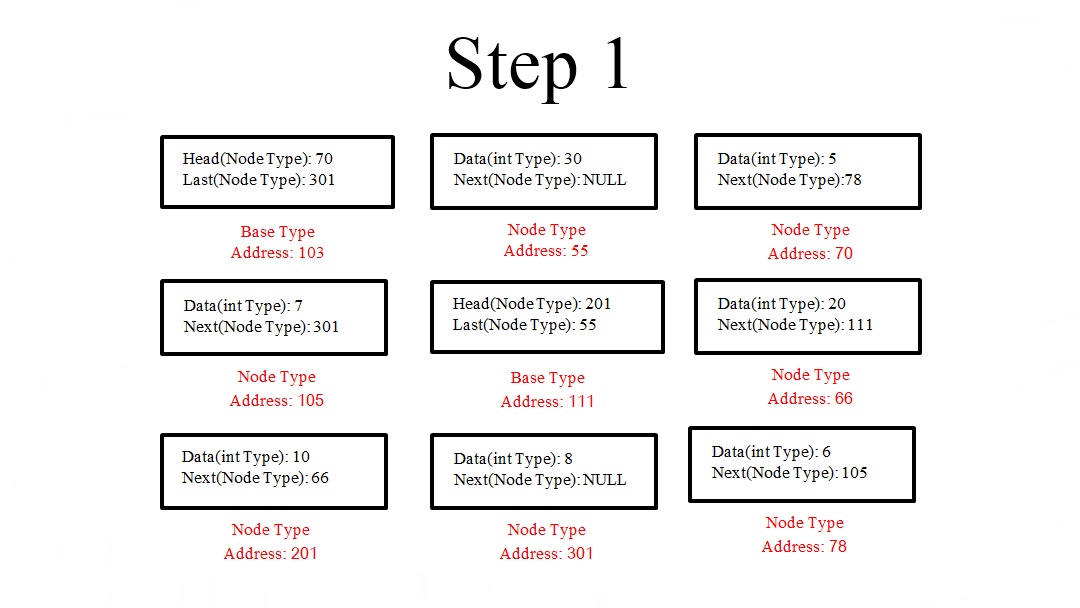 Step 1
Head(Node Type): 70
Last(Node Type): 301
Base Type
Address: 103
Data(int Type): 30
Next(Node Type): NULL
Node Type
Address: 55
Data(int Type): 5
Next(Node Type):78
Node Type
Address: 70
Data(int Type): 7
Next(Node Type): 301
Node Type
Address: 105
Head(Node Type): 201
Last(Node Type): 55
Base Type
Address: 111
Data(int Type): 20
Next(Node Type): 111
Node Type
Address: 66
Data(int Type): 10
Next(Node Type): 66
Node Type
Address: 201
Data(int Type): 8
Next(Node Type): NULL
Node Type
Address: 301
Data(int Type): 6
Next(Node Type): 105
Node Type
Address: 78